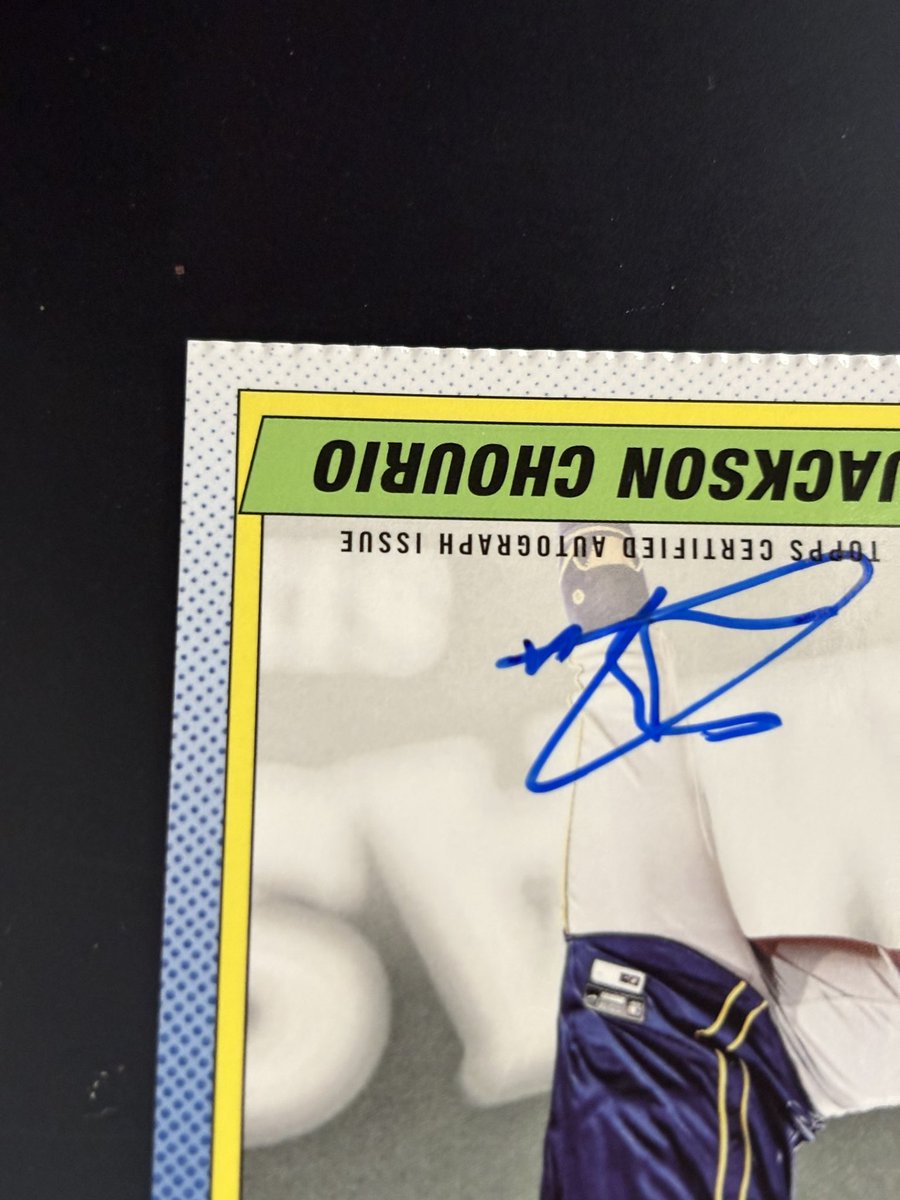 TOPPS CERTIFIED AUTOGRAPH ISSUE
JACKSON CHOURIO